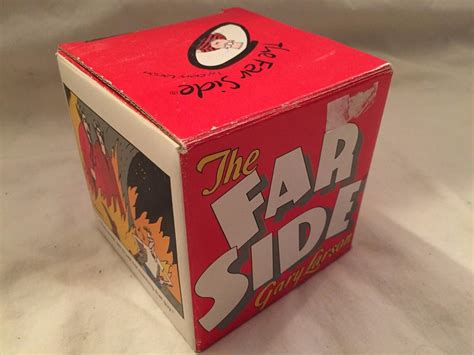 The Far Side®
The
FAR
SIDE
Gary Larson